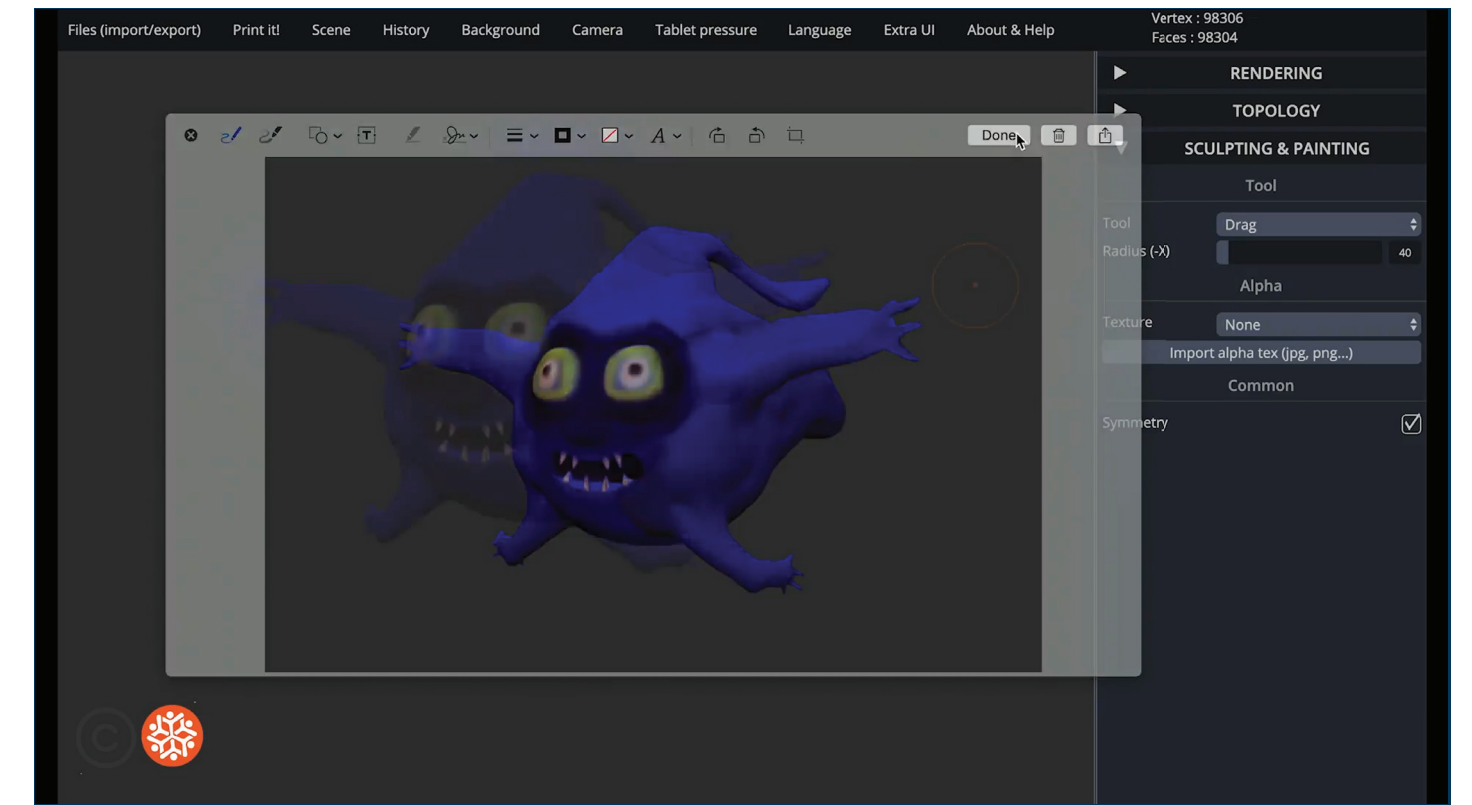 Files (import/export) Print it! Scene History Background Camera Tablet pressure Language Extra UI About & Help
Vertex : 98306
Faces : 98304
RENDERING
TOPOLOGY
SCULPTING & PAINTING
Done
T
A
Tool
Tool Drag
Radius (-X) 40
Alpha
Texture None
Import alpha tex (jpg, png...)
Common
Symmetry
©